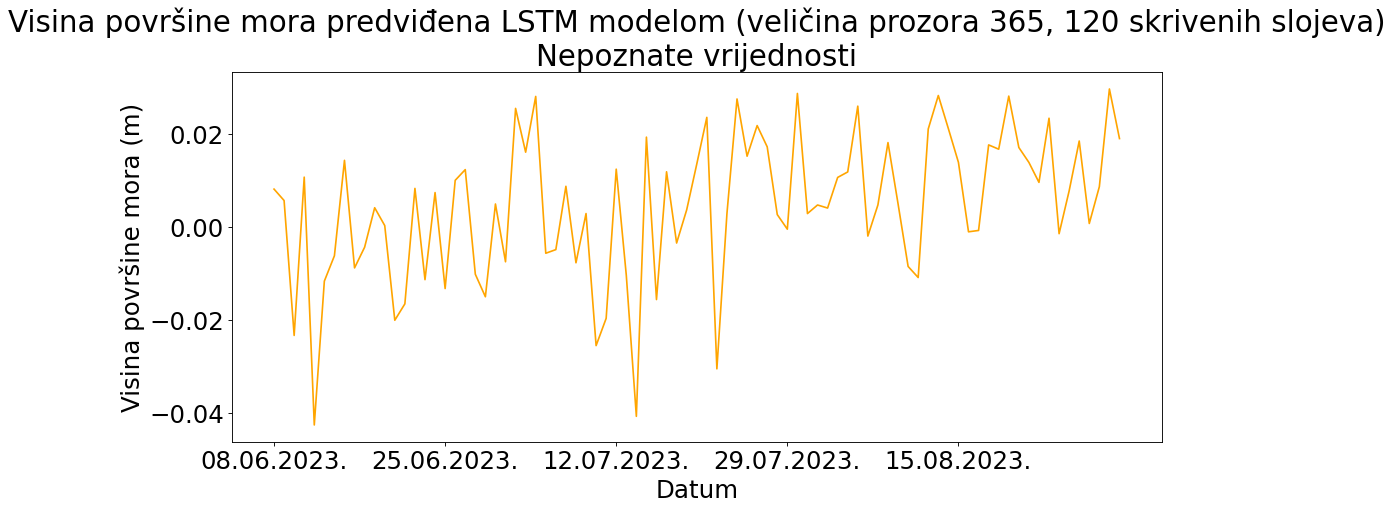 Visina površine mora predviđena LSTM modelom (veličina prozora 365, 120 skrivenih slojeva)
Nepoznate vrijednosti
Visina površine mora (m)
0.02
0.00
−0.02
−0.04
08.06.2023.
25.06.2023.
12.07.2023.
29.07.2023.
15.08.2023.
Datum